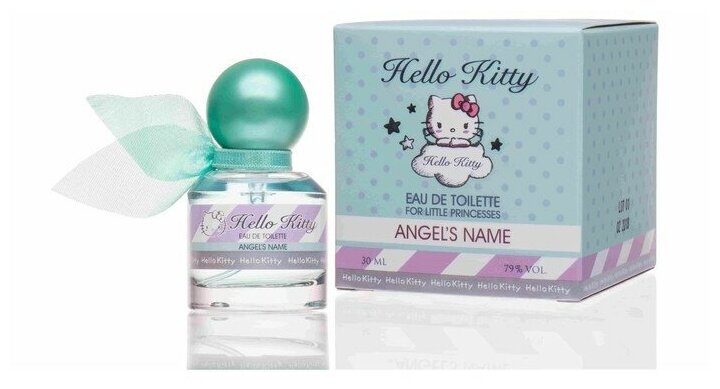 Hello Kitty
EAU DE TOILETTE
ANGEL'S NAME
Hello Kitty Hello Kitty Hello Kitty
Hello Kitty
Hello Kitty
EAU DE TOILETTE
FOR LITTLE PRINCESSES
ANGEL'S NAME
30 ML 79% VOL.
Hello Kitty Hello Kitty Hello Kitty Hello Kitty Hello Kitty